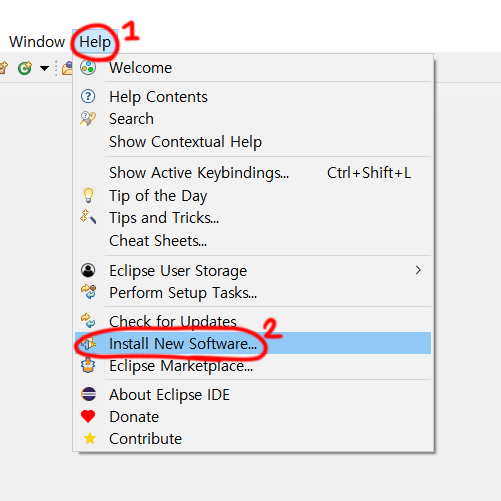 Window Help 1
Welcome
Help Contents
Search
Show Contextual Help
Show Active Keybindings... Ctrl+Shift+L
Tip of the Day
Tips and Tricks...
Cheat Sheets...
Eclipse User Storage
Perform Setup Tasks...
Check for Updates 2
Install New Software...
Eclipse Marketplace...
About Eclipse IDE
Donate
Contribute